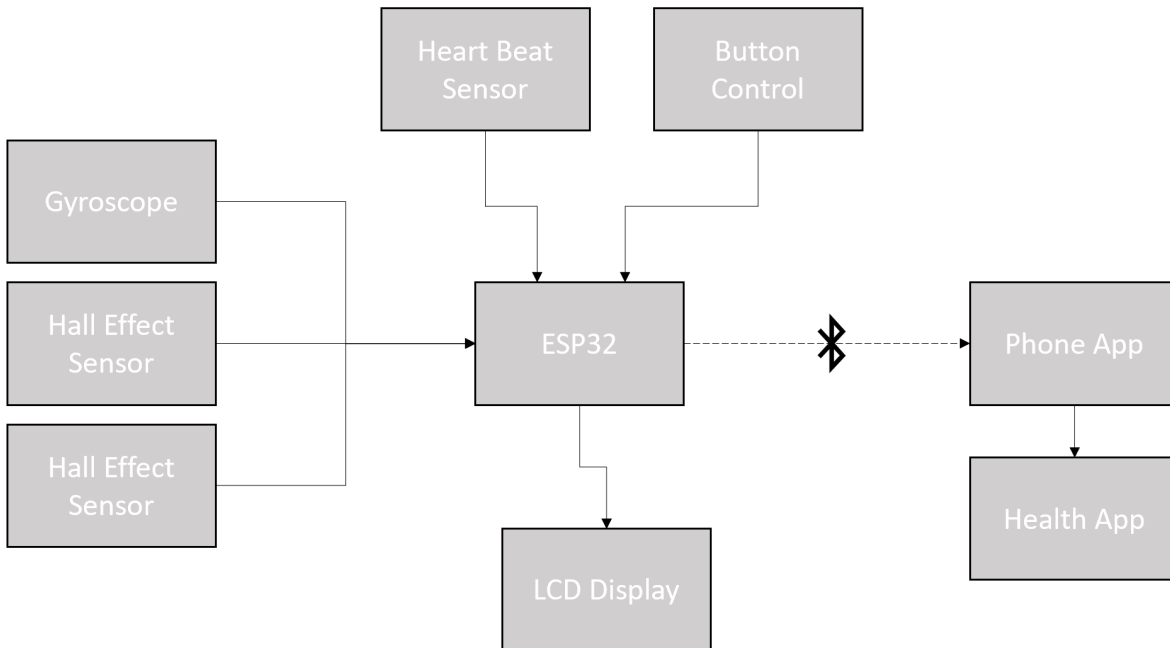 Heart Beat
Sensor
Button
Control
Gyroscope
Hall Effect
Sensor
ESP32
Phone App
Hall Effect
Sensor
Health App
LCD Display